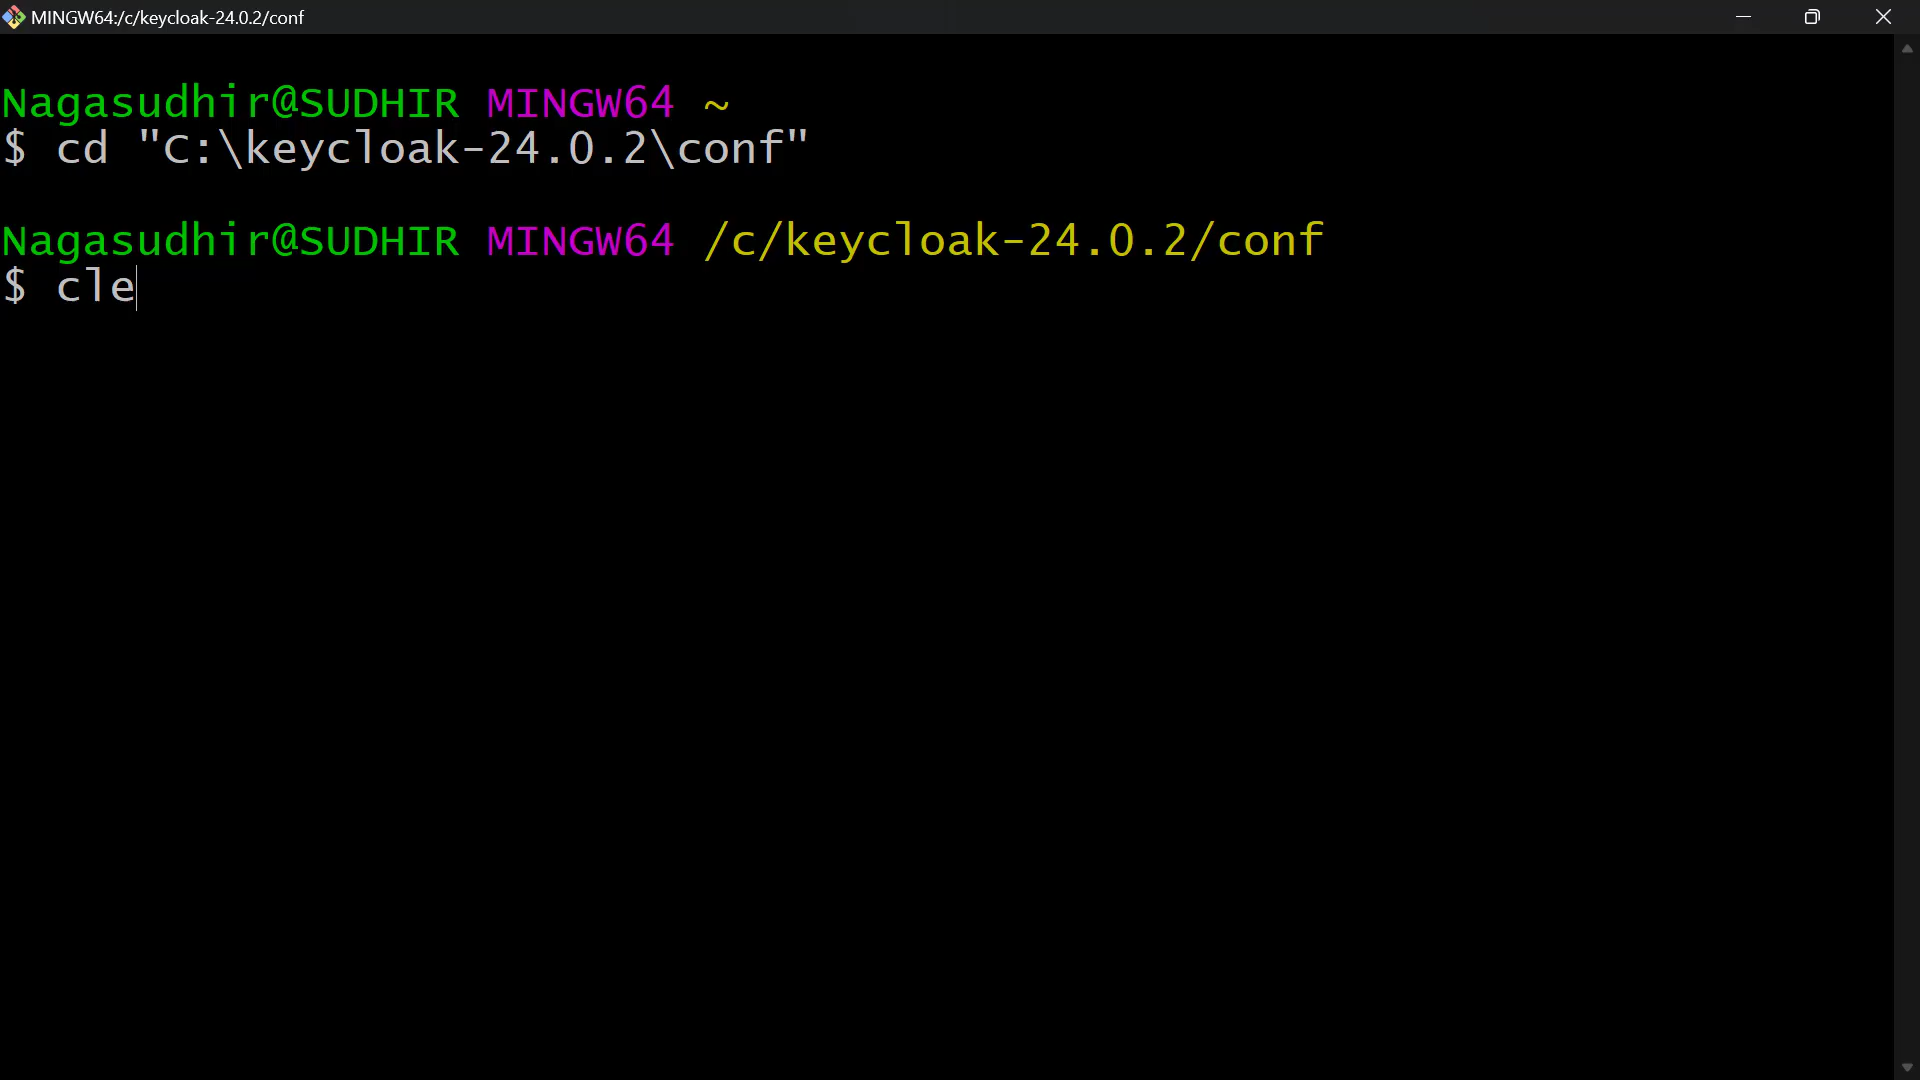 MINGW64:/c/keycloak-24.0.2/conf
Nagasudhir@SUDHIR MINGW64 ~
$ cd "C:\keycloak-24.0.2\conf"
Nagasudhir@SUDHIR MINGW64 /c/keycloak-24.0.2/conf
$ cle